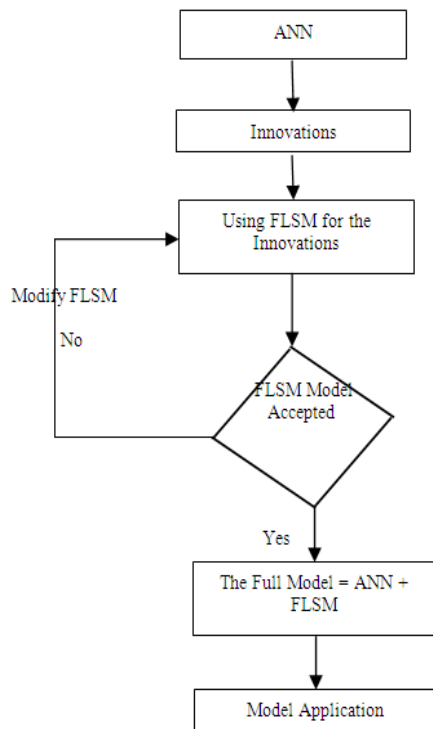 ANN
Innovations
Using FLSM for the
Innovations
Modify FLSM
No
FLSM Model
Accepted
Yes
The Full Model = ANN +
FLSM
Model Application